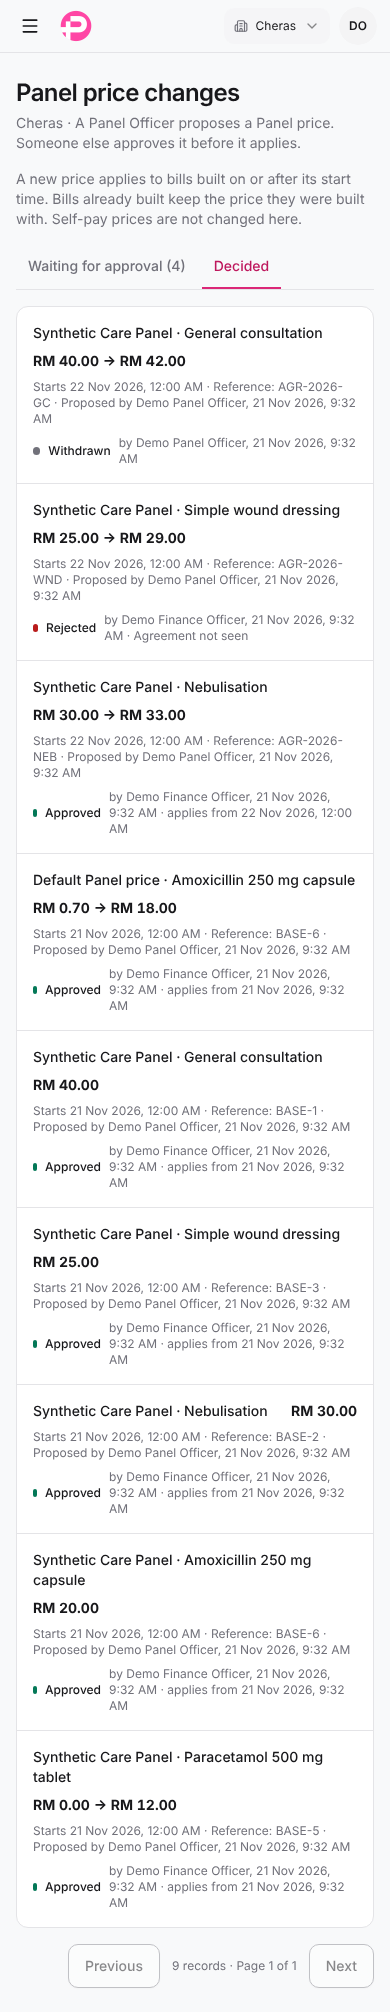 Cheras
DO
Panel price changes
Cheras · A Panel Officer proposes a Panel price.
Someone else approves it before it applies.
A new price applies to bills built on or after its start
time. Bills already built keep the price they were built
with. Self-pay prices are not changed here.
Waiting for approval (4)
Decided
Synthetic Care Panel · General consultation
RM 40.00 → RM 42.00
Starts 22 Nov 2026, 12:00 AM · Reference: AGR-2026-
GC · Proposed by Demo Panel Officer, 21 Nov 2026, 9:32
AM
Withdrawn
by Demo Panel Officer, 21 Nov 2026, 9:32
AM
Synthetic Care Panel · Simple wound dressing
RM 25.00 → RM 29.00
Starts 22 Nov 2026, 12:00 AM · Reference: AGR-2026-
WND · Proposed by Demo Panel Officer, 21 Nov 2026,
9:32 AM
Rejected
by Demo Finance Officer, 21 Nov 2026, 9:32
AM · Agreement not seen
Synthetic Care Panel · Nebulisation
RM 30.00 → RM 33.00
Starts 22 Nov 2026, 12:00 AM · Reference: AGR-2026-
NEB · Proposed by Demo Panel Officer, 21 Nov 2026,
9:32 AM
Approved
by Demo Finance Officer, 21 Nov 2026,
9:32 AM · applies from 22 Nov 2026, 12:00
AM
Default Panel price · Amoxicillin 250 mg capsule
RM 0.70 → RM 18.00
Starts 21 Nov 2026, 12:00 AM · Reference: BASE-6 ·
Proposed by Demo Panel Officer, 21 Nov 2026, 9:32 AM
Approved
by Demo Finance Officer, 21 Nov 2026,
9:32 AM · applies from 21 Nov 2026, 9:32
AM
Synthetic Care Panel · General consultation
RM 40.00
Starts 21 Nov 2026, 12:00 AM · Reference: BASE-1 ·
Proposed by Demo Panel Officer, 21 Nov 2026, 9:32 AM
Approved
by Demo Finance Officer, 21 Nov 2026,
9:32 AM · applies from 21 Nov 2026, 9:32
AM
Synthetic Care Panel · Simple wound dressing
RM 25.00
Starts 21 Nov 2026, 12:00 AM · Reference: BASE-3 ·
Proposed by Demo Panel Officer, 21 Nov 2026, 9:32 AM
Approved
by Demo Finance Officer, 21 Nov 2026,
9:32 AM · applies from 21 Nov 2026, 9:32
AM
Synthetic Care Panel · Nebulisation RM 30.00
Starts 21 Nov 2026, 12:00 AM · Reference: BASE-2 ·
Proposed by Demo Panel Officer, 21 Nov 2026, 9:32 AM
Approved
by Demo Finance Officer, 21 Nov 2026,
9:32 AM · applies from 21 Nov 2026, 9:32
AM
Synthetic Care Panel · Amoxicillin 250 mg
capsule
RM 20.00
Starts 21 Nov 2026, 12:00 AM · Reference: BASE-6 ·
Proposed by Demo Panel Officer, 21 Nov 2026, 9:32 AM
Approved
by Demo Finance Officer, 21 Nov 2026,
9:32 AM · applies from 21 Nov 2026, 9:32
AM
Synthetic Care Panel · Paracetamol 500 mg
tablet
RM 0.00 → RM 12.00
Starts 21 Nov 2026, 12:00 AM · Reference: BASE-5 ·
Proposed by Demo Panel Officer, 21 Nov 2026, 9:32 AM
Approved
by Demo Finance Officer, 21 Nov 2026,
9:32 AM · applies from 21 Nov 2026, 9:32
AM
Previous
9 records · Page 1 of 1
Next